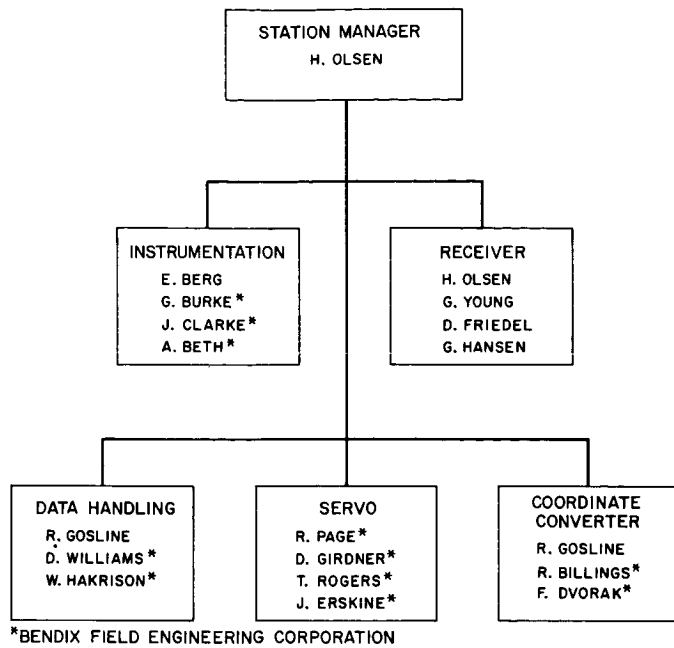 STATION MANAGER
H. OLSEN
INSTRUMENTATION
E. BERG
G. BURKE*
J. CLARKE*
A. BETH*
RECEIVER
H. OLSEN
G. YOUNG
D. FRIEDEL
G. HANSEN
DATA HANDLING
R. GOSLINE
D. WILLIAMS*
W. HAKRISON*
SERVO
R. PAGE*
D. GIRDNER*
T. ROGERS*
J. ERSKINE*
COORDINATE
CONVERTER
R. GOSLINE
R. BILLINGS*
F. DVORAK*
*BENDIX FIELD ENGINEERING CORPORATION